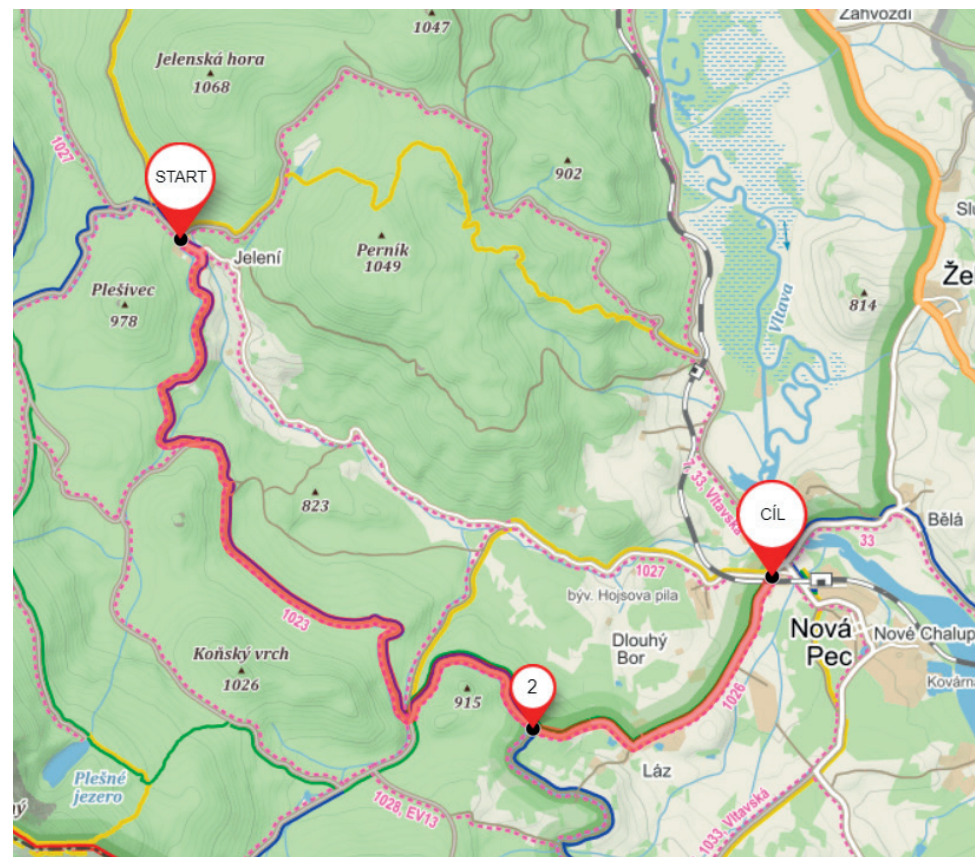 1047
Zahvozdí
Jelenská hora
1068
1027
START
902
Jelení
Perník
1049
Plešivec
978
Vltava
814
Že
823
7, 33, Vltavská
CÍL
Bělá
33
1027
býv. Hojsova pila
1023
Dlouhý
Bor
Nová
Pec
Nové Chalup
Koňský vrch
1026
915
2
1026
Kovárna
Láz
Plešné
jezero
1028, EV13
1033, Vltavská